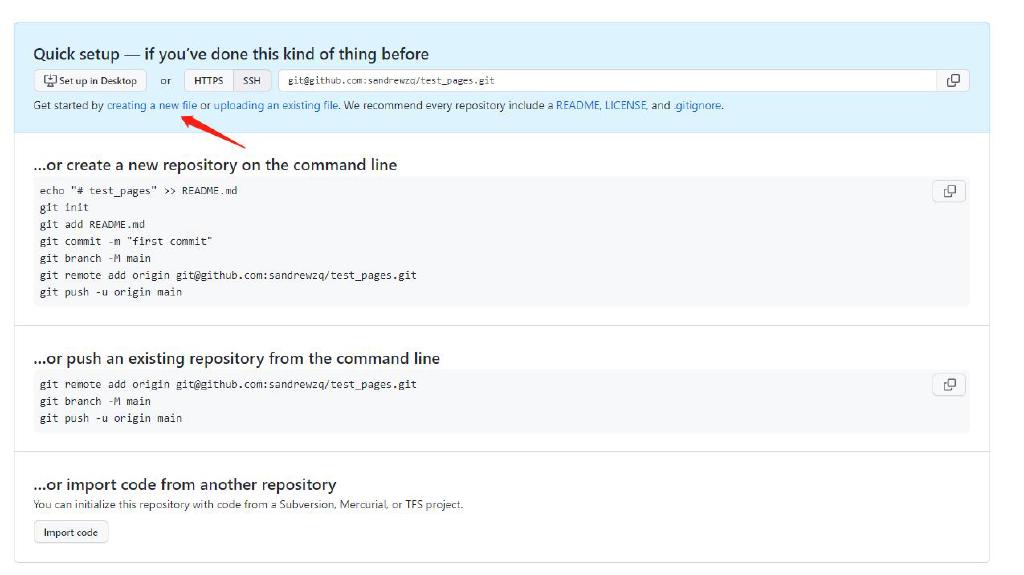 Quick setup — if you've done this kind of thing before
Set up in Desktop or HTTPS SSH git@github.com:sandrewzq/test_pages.git
Get started by creating a new file or uploading an existing file. We recommend every repository include a README, LICENSE, and .gitignore.
...or create a new repository on the command line
echo "# test_pages" >> README.md
git init
git add README.md
git commit -m "first commit"
git branch -M main
git remote add origin git@github.com:sandrewzq/test_pages.git
git push -u origin main
...or push an existing repository from the command line
git remote add origin git@github.com:sandrewzq/test_pages.git
git branch -M main
git push -u origin main
...or import code from another repository
You can initialize this repository with code from a Subversion, Mercurial, or TFS project.
Import code